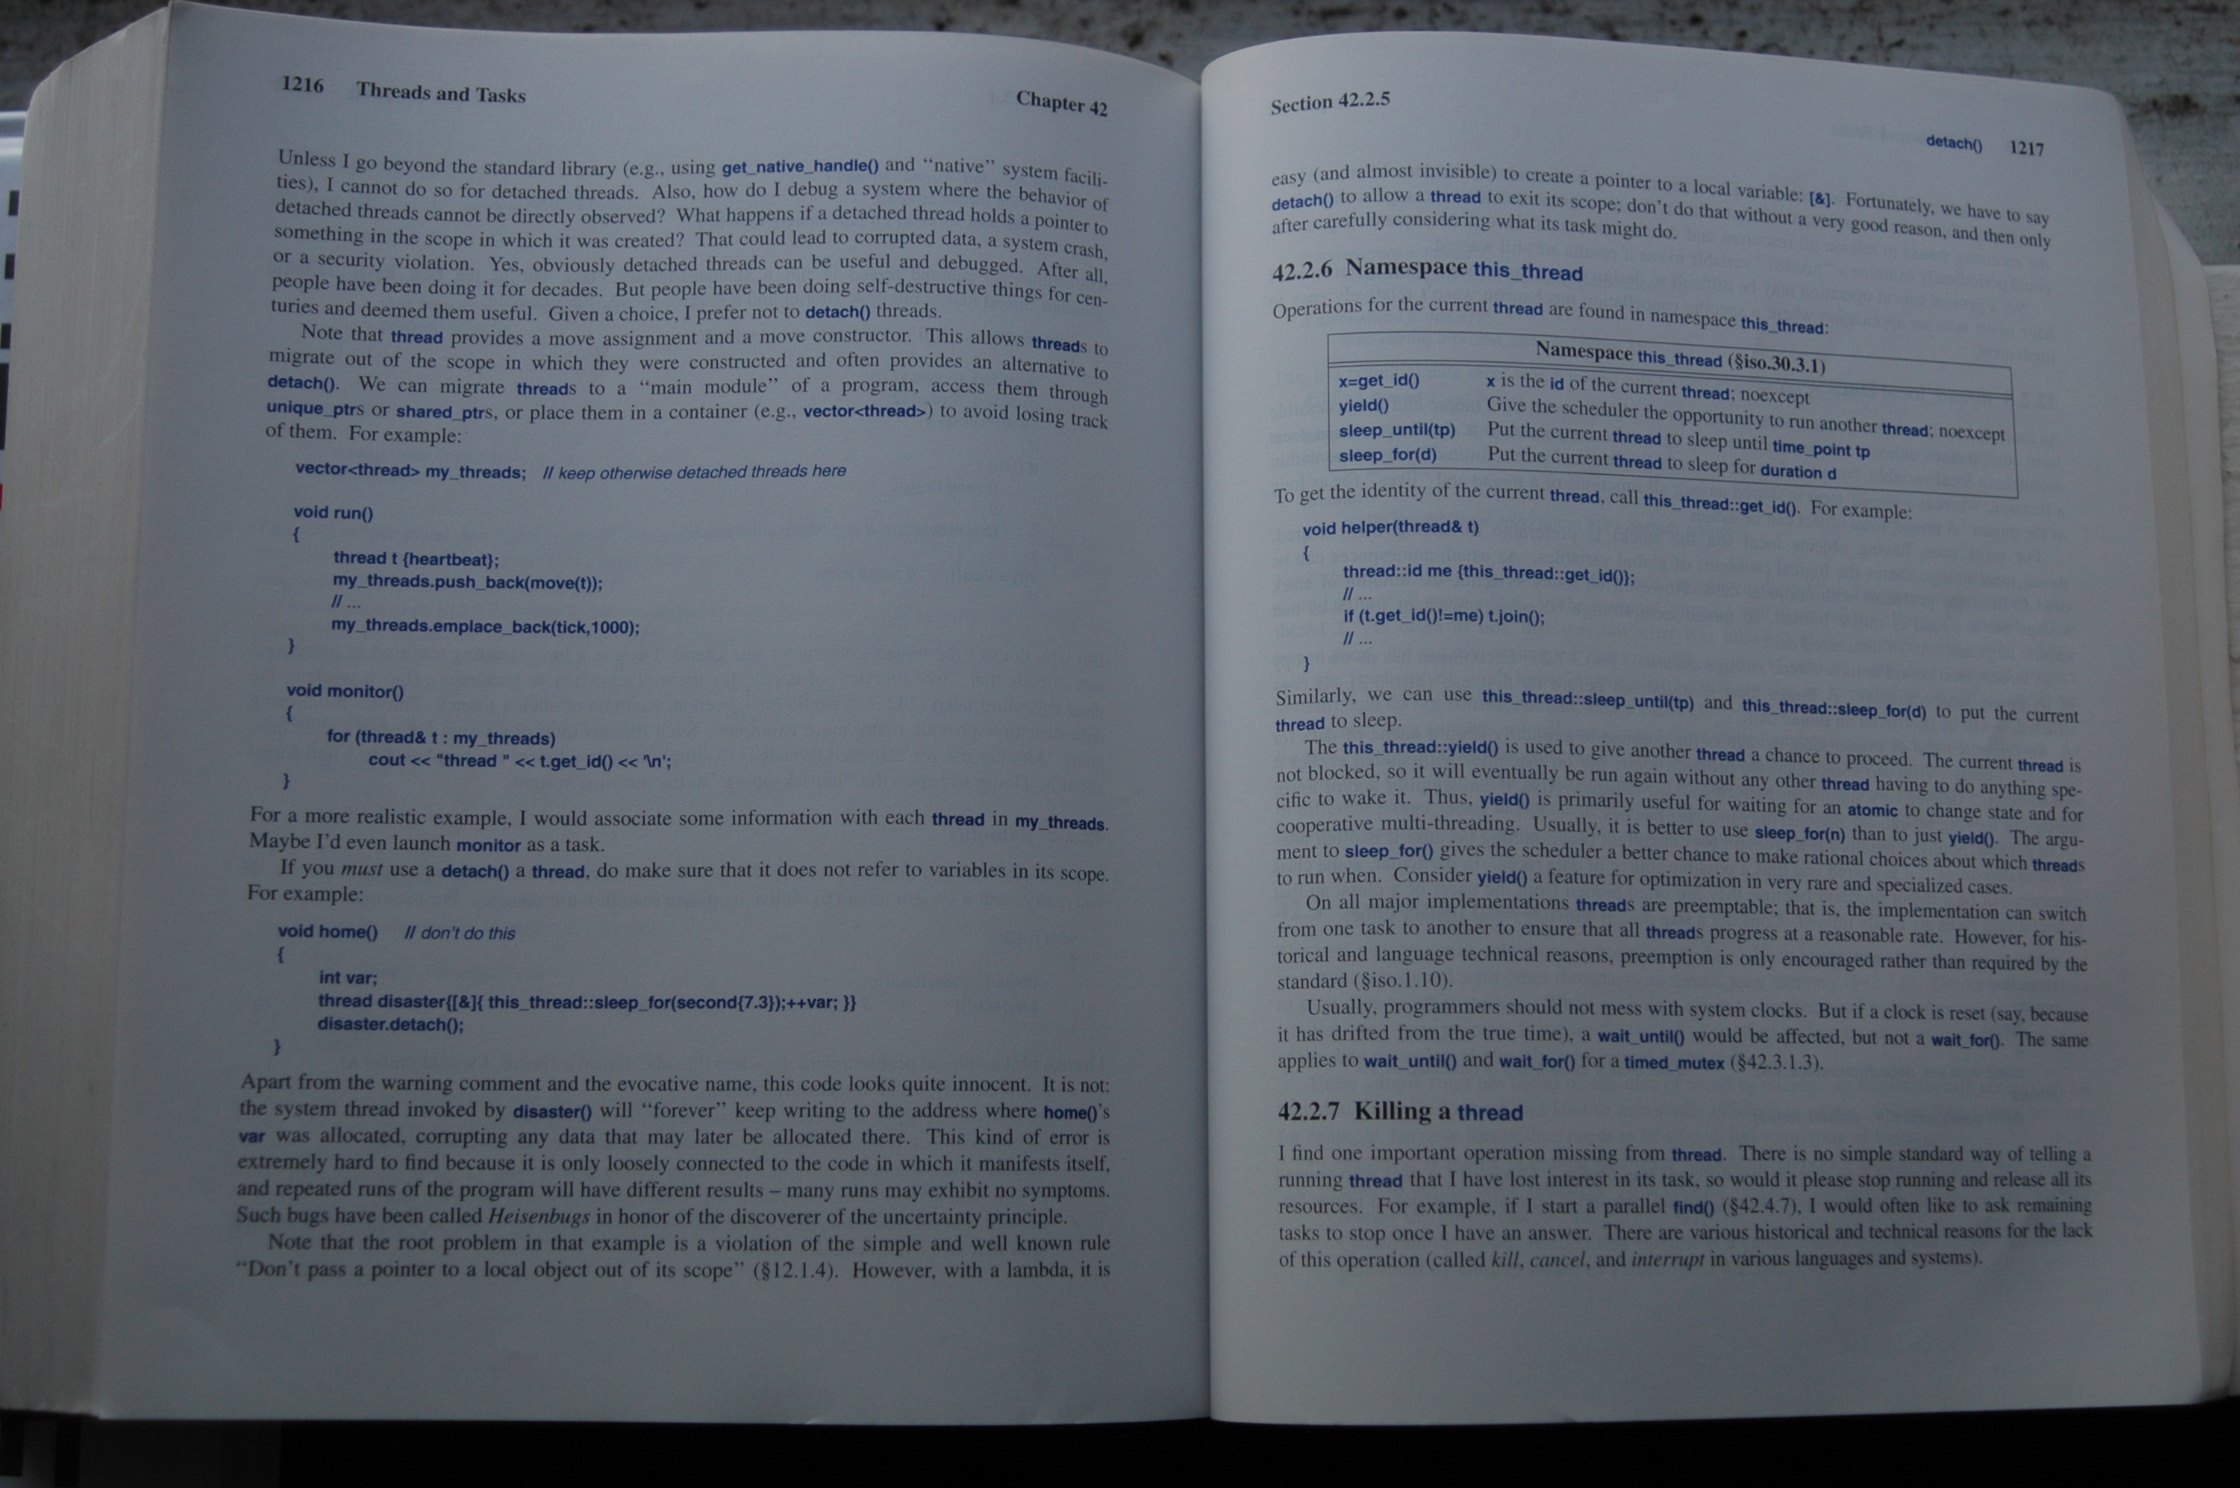 1216 Threads and Tasks Chapter 42
Unless I go beyond the standard library (e.g., using get_native_handle() and “native” system facili-
ties), I cannot do so for detached threads. Also, how do I debug a system where the behavior of
detached threads cannot be directly observed? What happens if a detached thread holds a pointer to
something in the scope in which it was created? That could lead to corrupted data, a system crash,
or a security violation. Yes, obviously detached threads can be useful and debugged. After all,
people have been doing it for decades. But people have been doing self-destructive things for cen-
turies and deemed them useful. Given a choice, I prefer not to detach() threads.
Note that thread provides a move assignment and a move constructor. This allows threads to
migrate out of the scope in which they were constructed and often provides an alternative to
detach(). We can migrate threads to a “main module” of a program, access them through
unique_ptrs or shared_ptrs, or place them in a container (e.g., vector<thread>) to avoid losing track
of them. For example:
vector<thread> my_threads; // keep otherwise detached threads here
void run()
{
thread t {heartbeat};
my_threads.push_back(move(t));
// ...
my_threads.emplace_back(tick,1000);
}
void monitor()
{
for (thread& t : my_threads)
cout << "thread " << t.get_id() << '\n';
}
For a more realistic example, I would associate some information with each thread in my_threads.
Maybe I’d even launch monitor as a task.
If you must use a detach() a thread, do make sure that it does not refer to variables in its scope.
For example:
void home() // don't do this
{
int var;
thread disaster{[&]{ this_thread::sleep_for(second{7.3});++var; }}
disaster.detach();
}
Apart from the warning comment and the evocative name, this code looks quite innocent. It is not:
the system thread invoked by disaster() will “forever” keep writing to the address where home()’s
var was allocated, corrupting any data that may later be allocated there. This kind of error is
extremely hard to find because it is only loosely connected to the code in which it manifests itself,
and repeated runs of the program will have different results – many runs may exhibit no symptoms.
Such bugs have been called Heisenbugs in honor of the discoverer of the uncertainty principle.
Note that the root problem in that example is a violation of the simple and well known rule
“Don’t pass a pointer to a local object out of its scope” (§12.1.4). However, with a lambda, it is
Section 42.2.5 detach() 1217
easy (and almost invisible) to create a pointer to a local variable: [&]. Fortunately, we have to say
detach() to allow a thread to exit its scope; don’t do that without a very good reason, and then only
after carefully considering what its task might do.
42.2.6 Namespace this_thread
Operations for the current thread are found in namespace this_thread:
Namespace this_thread (§iso.30.3.1)
x=get_id() x is the id of the current thread; noexcept
yield() Give the scheduler the opportunity to run another thread; noexcept
sleep_until(tp) Put the current thread to sleep until time_point tp
sleep_for(d) Put the current thread to sleep for duration d
To get the identity of the current thread, call this_thread::get_id(). For example:
void helper(thread& t)
{
thread::id me {this_thread::get_id()};
// ...
if (t.get_id()!=me) t.join();
// ...
}
Similarly, we can use this_thread::sleep_until(tp) and this_thread::sleep_for(d) to put the current
thread to sleep.
The this_thread::yield() is used to give another thread a chance to proceed. The current thread is
not blocked, so it will eventually be run again without any other thread having to do anything spe-
cific to wake it. Thus, yield() is primarily useful for waiting for an atomic to change state and for
cooperative multi-threading. Usually, it is better to use sleep_for(n) than to just yield(). The argu-
ment to sleep_for() gives the scheduler a better chance to make rational choices about which threads
to run when. Consider yield() a feature for optimization in very rare and specialized cases.
On all major implementations threads are preemptable; that is, the implementation can switch
from one task to another to ensure that all threads progress at a reasonable rate. However, for his-
torical and language technical reasons, preemption is only encouraged rather than required by the
standard (§iso.1.10).
Usually, programmers should not mess with system clocks. But if a clock is reset (say, because
it has drifted from the true time), a wait_until() would be affected, but not a wait_for(). The same
applies to wait_until() and wait_for() for a timed_mutex (§42.3.1.3).
42.2.7 Killing a thread
I find one important operation missing from thread. There is no simple standard way of telling a
running thread that I have lost interest in its task, so would it please stop running and release all its
resources. For example, if I start a parallel find() (§42.4.7), I would often like to ask remaining
tasks to stop once I have an answer. There are various historical and technical reasons for the lack
of this operation (called kill, cancel, and interrupt in various languages and systems).